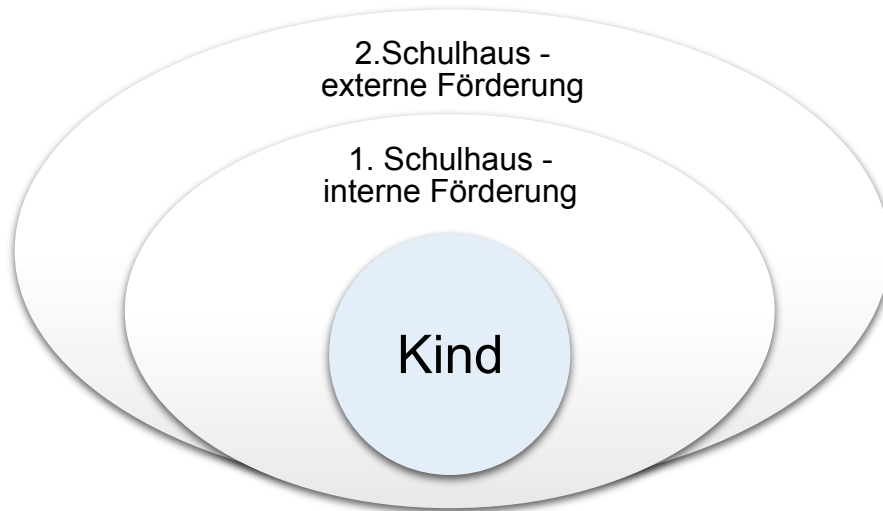 2.Schulhaus -
externe Förderung
1. Schulhaus -
interne Förderung
Kind